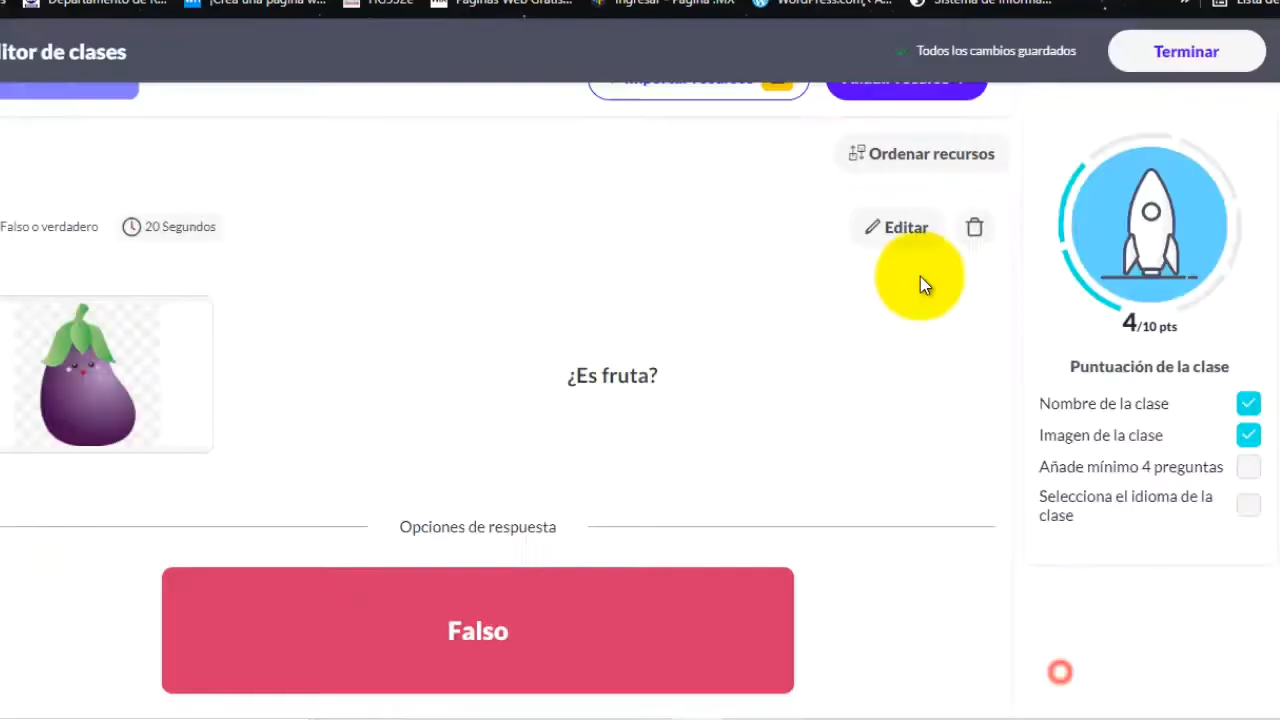 Departamento de R...
¡Crea una página w...
Páginas Web Gratis...
Ingresar - Página .MX
WordPress.com, ‹ A...
Sistema de Informa...
»
Lista de
itor de clases
Todos los cambios guardados
Terminar
Ordenar recursos
Falso o verdadero
20 Segundos
Editar
¿Es fruta?
4/10 pts
Puntuación de la clase
Nombre de la clase
Imagen de la clase
Añade mínimo 4 preguntas
Selecciona el idioma de la
clase
Opciones de respuesta
Falso